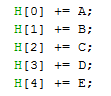 H[0] += A;
H[1] += B;
H[2] += C;
H[3] += D;
H[4] += E;